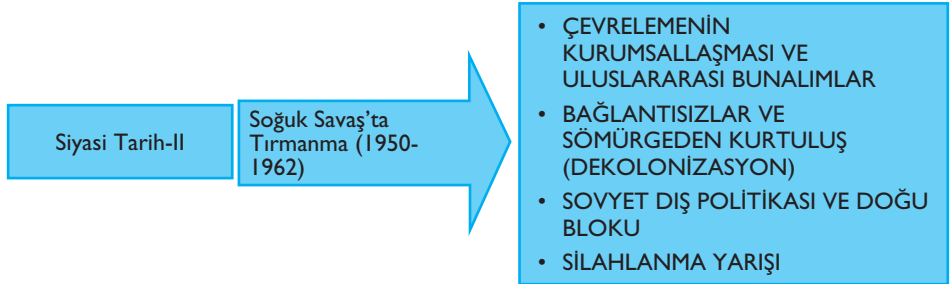 Siyasi Tarih-II
Soğuk Savaş’ta
Tırmanma (1950-
1962)
• ÇEVRELEMENİN
KURUMSALLAŞMASI VE
ULUSLARARASI BUNALIMLAR
• BAĞLANTISIZLAR VE
SÖMÜRGEDEN KURTULUŞ
(DEKOLONİZASYON)
• SOVYET DIŞ POLİTİKASI VE DOĞU
BLOKU
• SİLAHLANMA YARIŞI